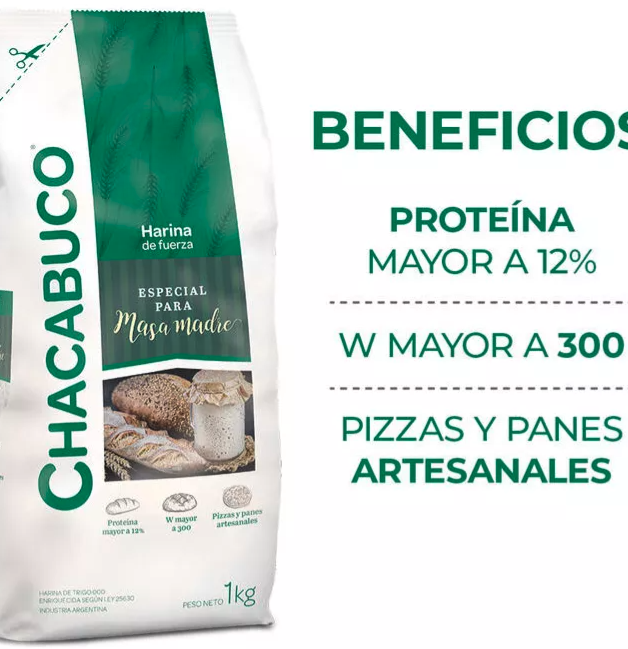 CHACABUCO
Harina
de fuerza
ESPECIAL
PARA
Masa madre
Proteína
mayor a 12%
W mayor
a 300
Pizzas y panes
artesanales
HARINA DE TRIGO 000
ENRIQUECIDA SEGÚN LEY 25630
INDUSTRIA ARGENTINA
PESO NETO 1kg
BENEFICIOS
PROTEÍNA
MAYOR A 12%
W MAYOR A 300
PIZZAS Y PANES
ARTESANALES